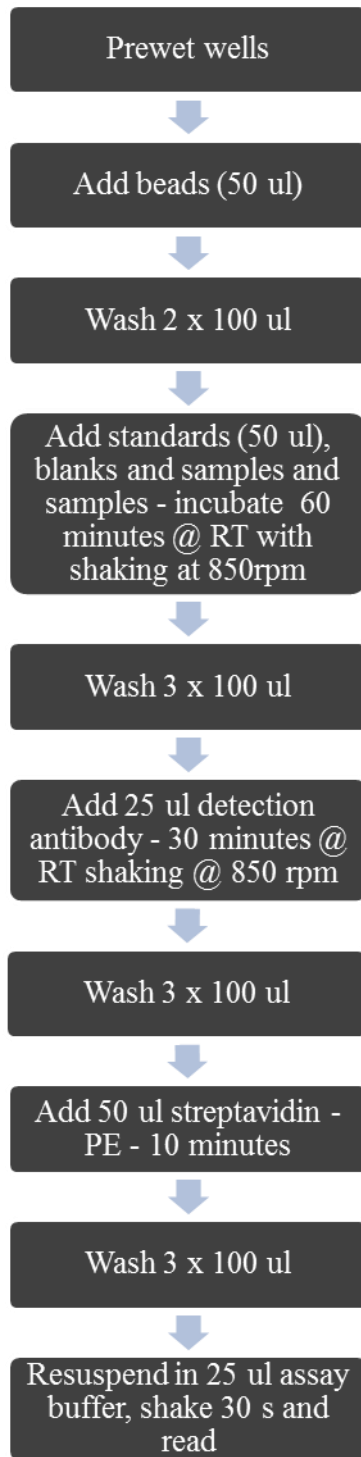 Prewet wells
Add beads (50 ul)
Wash 2 x 100 ul
Add standards (50 ul),
blanks and samples and
samples - incubate 60
minutes @ RT with
shaking at 850rpm
Wash 3 x 100 ul
Add 25 ul detection
antibody - 30 minutes @
RT shaking @ 850 rpm
Wash 3 x 100 ul
Add 50 ul streptavidin -
PE - 10 minutes
Wash 3 x 100 ul
Resuspend in 25 ul assay
buffer, shake 30 s and
read